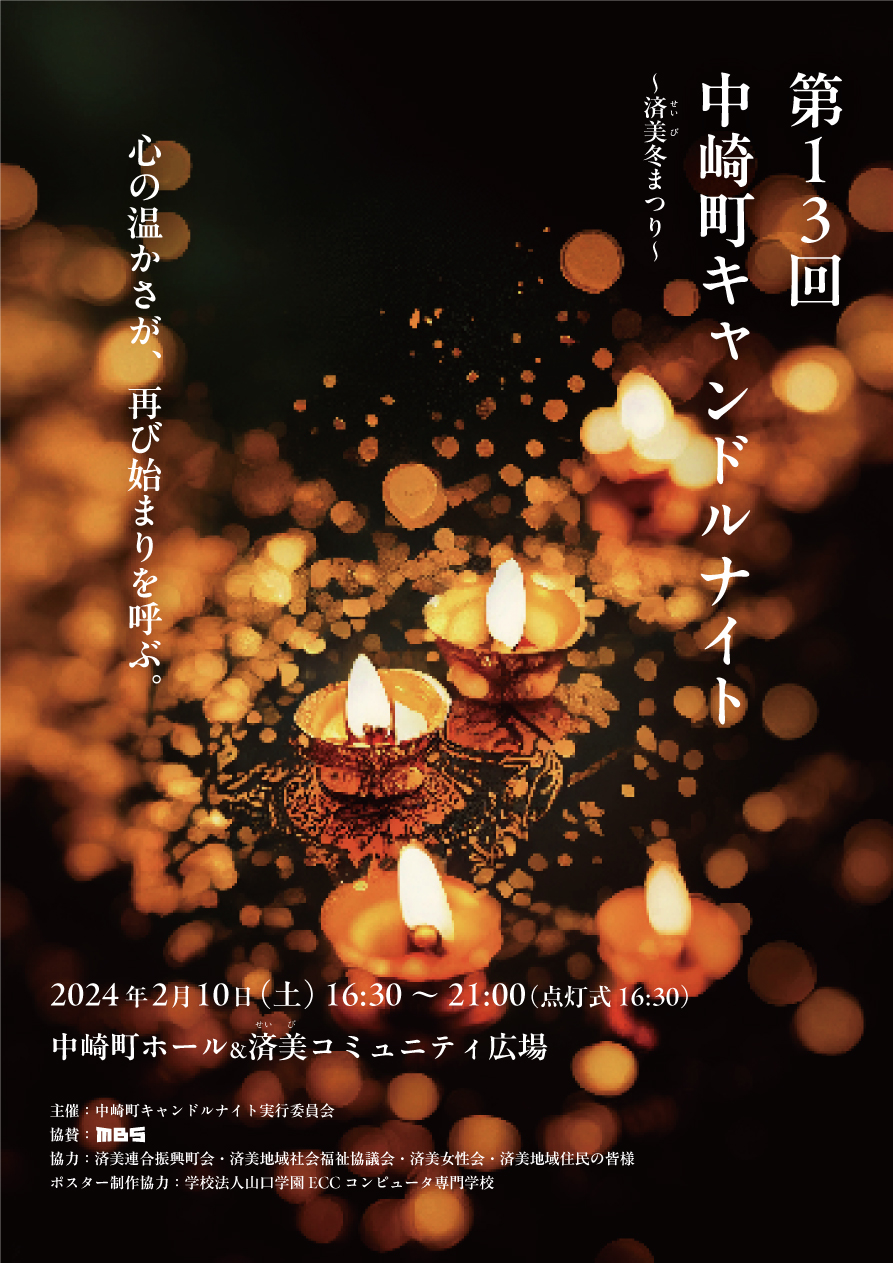 第13回
中崎町キャンドルナイト
～済美冬まつり～
せい び
心の温かさが、再び始まりを呼ぶ。
2024年2月10日（土）16:30 ～ 21:00（点灯式 16:30）
せい び
中崎町ホール&済美コミュニティ広場
主催：中崎町キャンドルナイト実行委員会
協賛：MBS
協力：済美連合振興町会・済美地域社会福祉協議会・済美女性会・済美地域住民の皆様
ポスター制作協力：学校法人山口学園 ECC コンピュータ専門学校